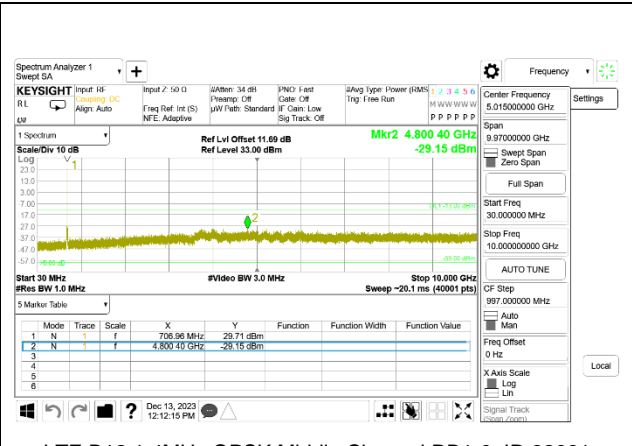 Spectrum Analyzer 1
Swept SA
Frequency
Settings
KEYSIGHT
RL
Input: RF
Coupling: DC
Align: Auto
Input Z: 50 Ω
Freq Ref: Int (S)
NFE: Adaptive
#Atten: 34 dB
Preamp: Off
µW Path: Standard
PNO: Fast
Gate: Off
IF Gain: Low
Sig Track: Off
#Avg Type: Power (RMS
Trig: Free Run
1 2 3 4 5 6
M W W W W W
P P P P P P
1 Spectrum
Scale/Div 10 dB
Log
Ref Lvl Offset 11.69 dB
Ref Level 33.00 dBm
Mkr2 4.800 40 GHz
-29.15 dBm
23.0
13.0
3.00
7.00
17.0
27.0
37.0
47.0
57.0
1
2
Start 30 MHz
#Res BW 1.0 MHz
#Video BW 3.0 MHz
Stop 10.000 GHz
Sweep ~20.1 ms (40001 pts)
5 Marker Table
Mode Trace Scale X Y Function Function Width Function Value
1 N 1 f 706.96 MHz 29.71 dBm
2 N 1 f 4.800 40 GHz -29.15 dBm
3
4
5
6
Center Frequency
5.015000000 GHz
Span
9.97000000 GHz
Swept Span
Zero Span
Full Span
Start Freq
30.000000 MHz
Stop Freq
10.000000000 GHz
AUTO TUNE
CF Step
997.000000 MHz
Auto
Man
Freq Offset
0 Hz
X Axis Scale
Log
Lin
Signal Track
(Span Zoom)
Local
Dec 13, 2023
12:12:15 PM